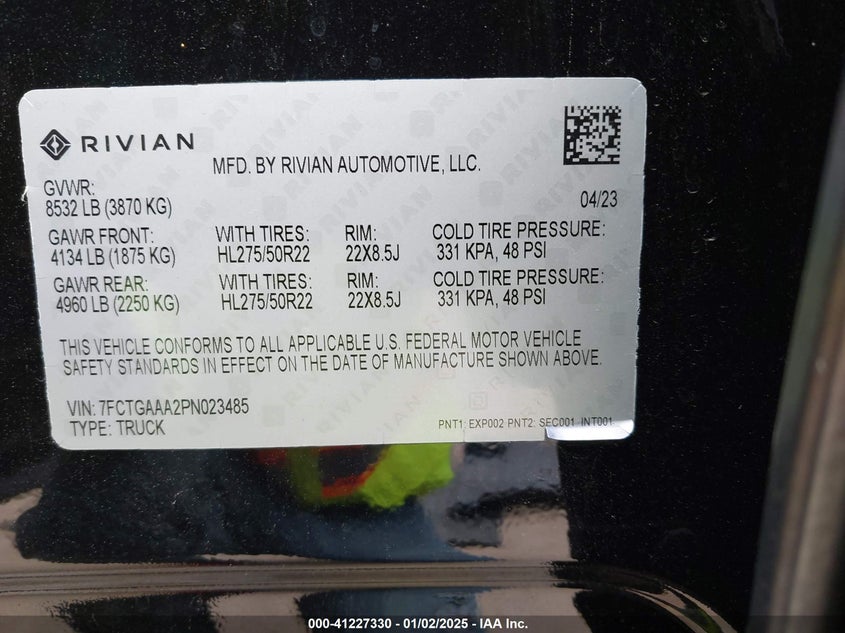 RIVIAN
MFD. BY RIVIAN AUTOMOTIVE, LLC.
GVWR:
8532 LB (3870 KG)
04/23
GAWR FRONT: WITH TIRES: RIM: COLD TIRE PRESSURE:
4134 LB (1875 KG) HL275/50R22 22X8.5J 331 KPA, 48 PSI
GAWR REAR: WITH TIRES: RIM: COLD TIRE PRESSURE:
4960 LB (2250 KG) HL275/50R22 22X8.5J 331 KPA, 48 PSI
THIS VEHICLE CONFORMS TO ALL APPLICABLE U.S. FEDERAL MOTOR VEHICLE
SAFETY STANDARDS IN EFFECT ON THE DATE OF MANUFACTURE SHOWN ABOVE.
VIN: 7FCTGAAA2PN023485
TYPE: TRUCK
PNT1: EXP002 PNT2: SEC001 INT001
000-41227330 - 01/02/2025 - IAA Inc.